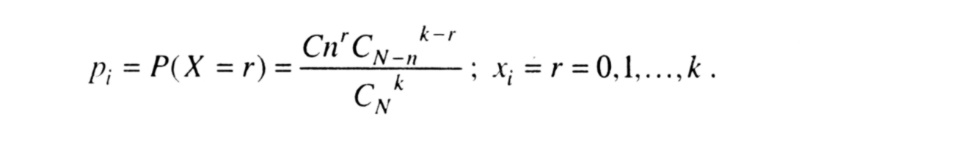 p_i = P(X = r) = \frac{Cn^r C_{N-n}^{k-r}}{C_N^k} ; x_i = r = 0,1,...,k .